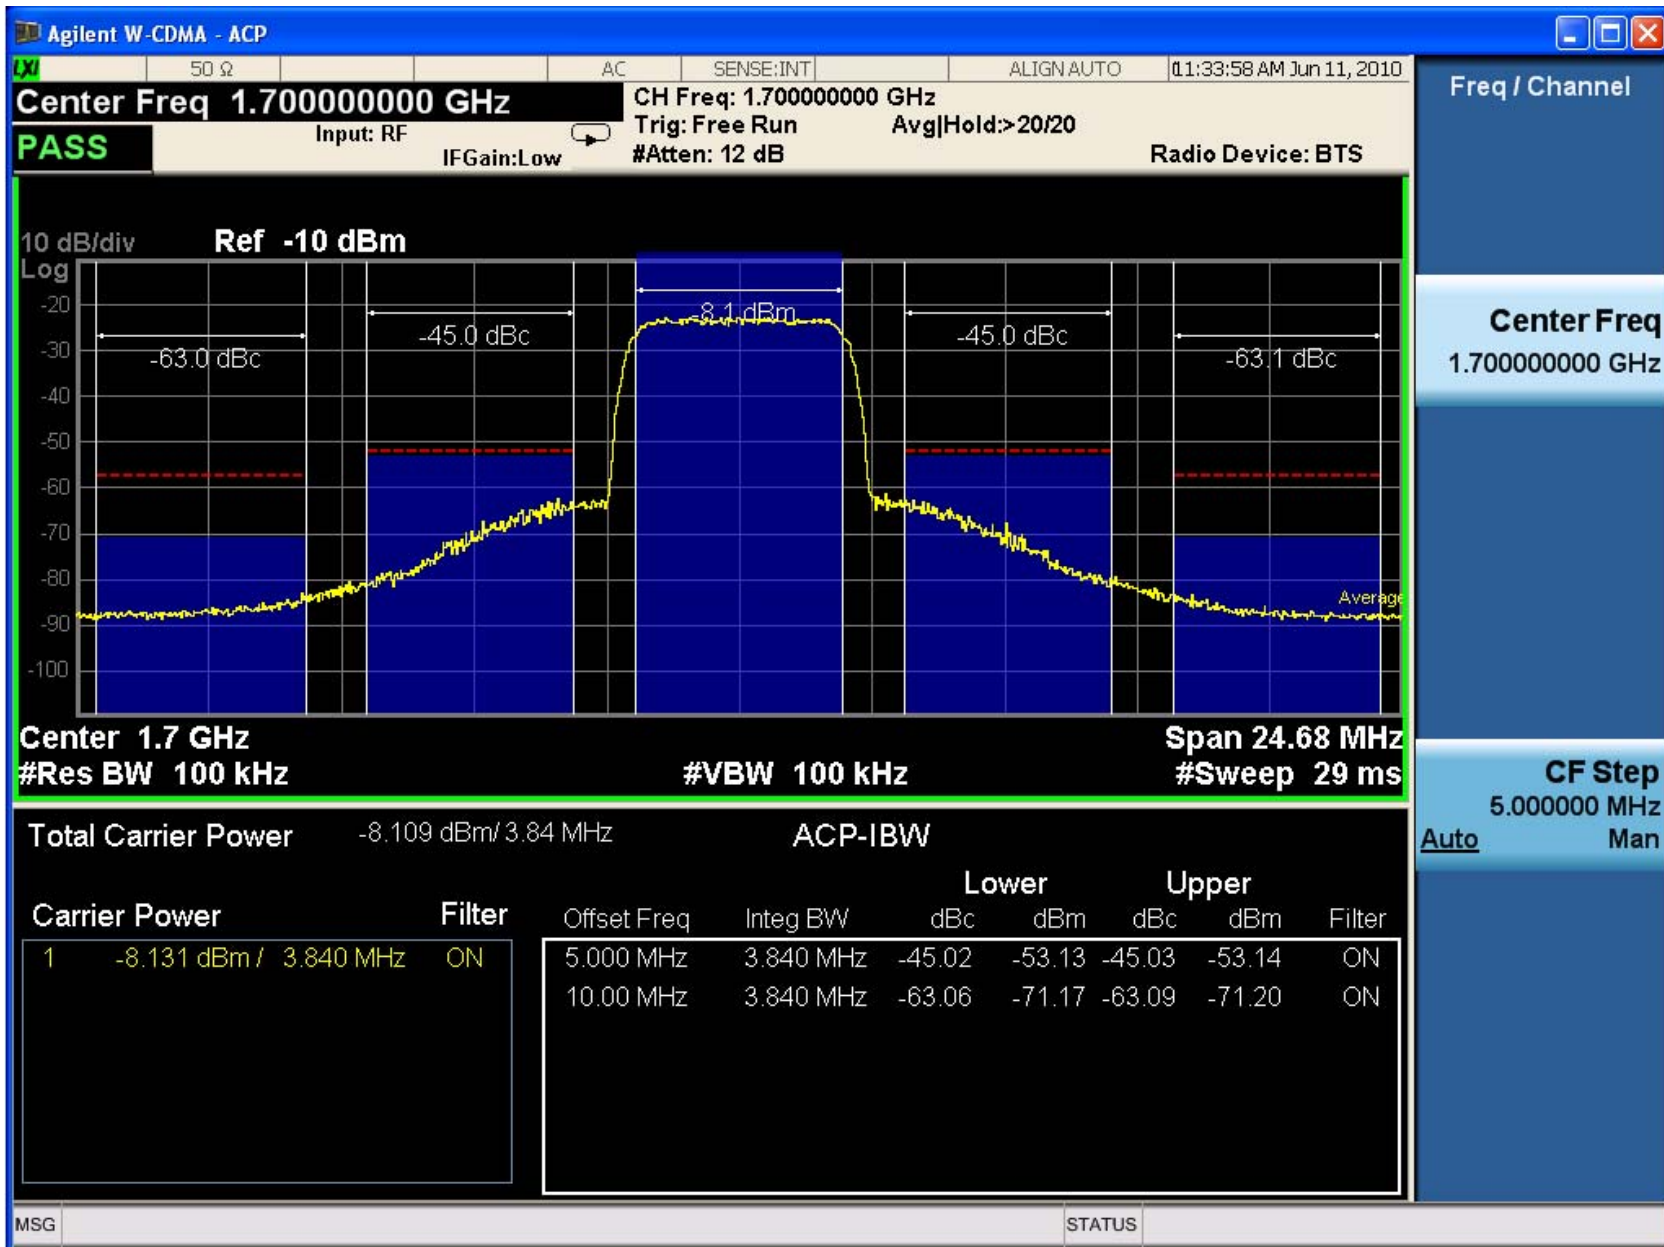 Agilent W-CDMA - ACP
LXI 50 Ω AC SENSE:INT ALIGN AUTO 11:33:58 AM Jun 11, 2010
Center Freq 1.700000000 GHz
CH Freq: 1.700000000 GHz
Input: RF
Trig: Free Run Avg|Hold:>20/20
PASS
IFGain:Low
#Atten: 12 dB Radio Device: BTS
10 dB/div Ref -10 dBm
Log
-20
-30
-40
-50
-60
-70
-80
-90
-100
-63.0 dBc
-45.0 dBc
-8.1 dBm
-45.0 dBc
-63.1 dBc
Average
Center 1.7 GHz Span 24.68 MHz
#Res BW 100 kHz #VBW 100 kHz #Sweep 29 ms
Total Carrier Power -8.109 dBm/ 3.84 MHz ACP-IBW
Lower Upper
Carrier Power Filter Offset Freq Integ BW dBc dBm dBc dBm Filter
1 -8.131 dBm / 3.840 MHz ON 5.000 MHz 3.840 MHz -45.02 -53.13 -45.03 -53.14 ON
10.00 MHz 3.840 MHz -63.06 -71.17 -63.09 -71.20 ON
MSG STATUS
Freq / Channel
Center Freq
1.700000000 GHz
CF Step
5.000000 MHz
Auto Man